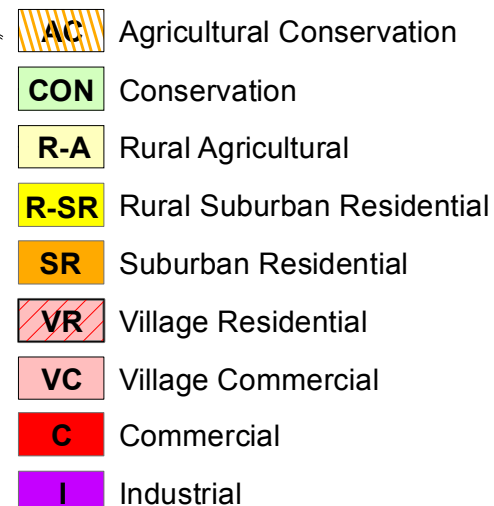 AC Agricultural Conservation
CON Conservation
R-A Rural Agricultural
R-SR Rural Suburban Residential
SR Suburban Residential
VR Village Residential
VC Village Commercial
C Commercial
I Industrial